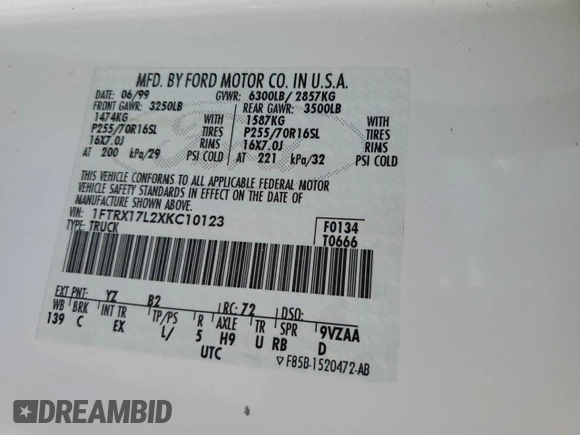 MFD. BY FORD MOTOR CO. IN U.S.A.
DATE: 06/99 GVWR: 6300LB/ 2857KG
FRONT GAWR: 3250LB REAR GAWR: 3500LB
1474KG WITH 1587KG WITH
P255/70R16SL TIRES P255/70R16SL TIRES
16X7.0J RIMS 16X7.0J RIMS
AT 200 kPa/29 PSI COLD AT 221 kPa/32 PSI COLD
THIS VEHICLE CONFORMS TO ALL APPLICABLE FEDERAL MOTOR
VEHICLE SAFETY STANDARDS IN EFFECT ON THE DATE OF
MANUFACTURE SHOWN ABOVE.
VIN: 1FTRX17L2XKC10123 F0134
TYPE: TRUCK T0666
EXT PNT: YZ B2 RC: 72 DSO:
WB BRK INT TR TP/PS R AXLE TR SPR 9VZAA
139 C EX L/ 5 H9 U RB D
UTC
▽ F85B-1520472-AB
DREAMBID